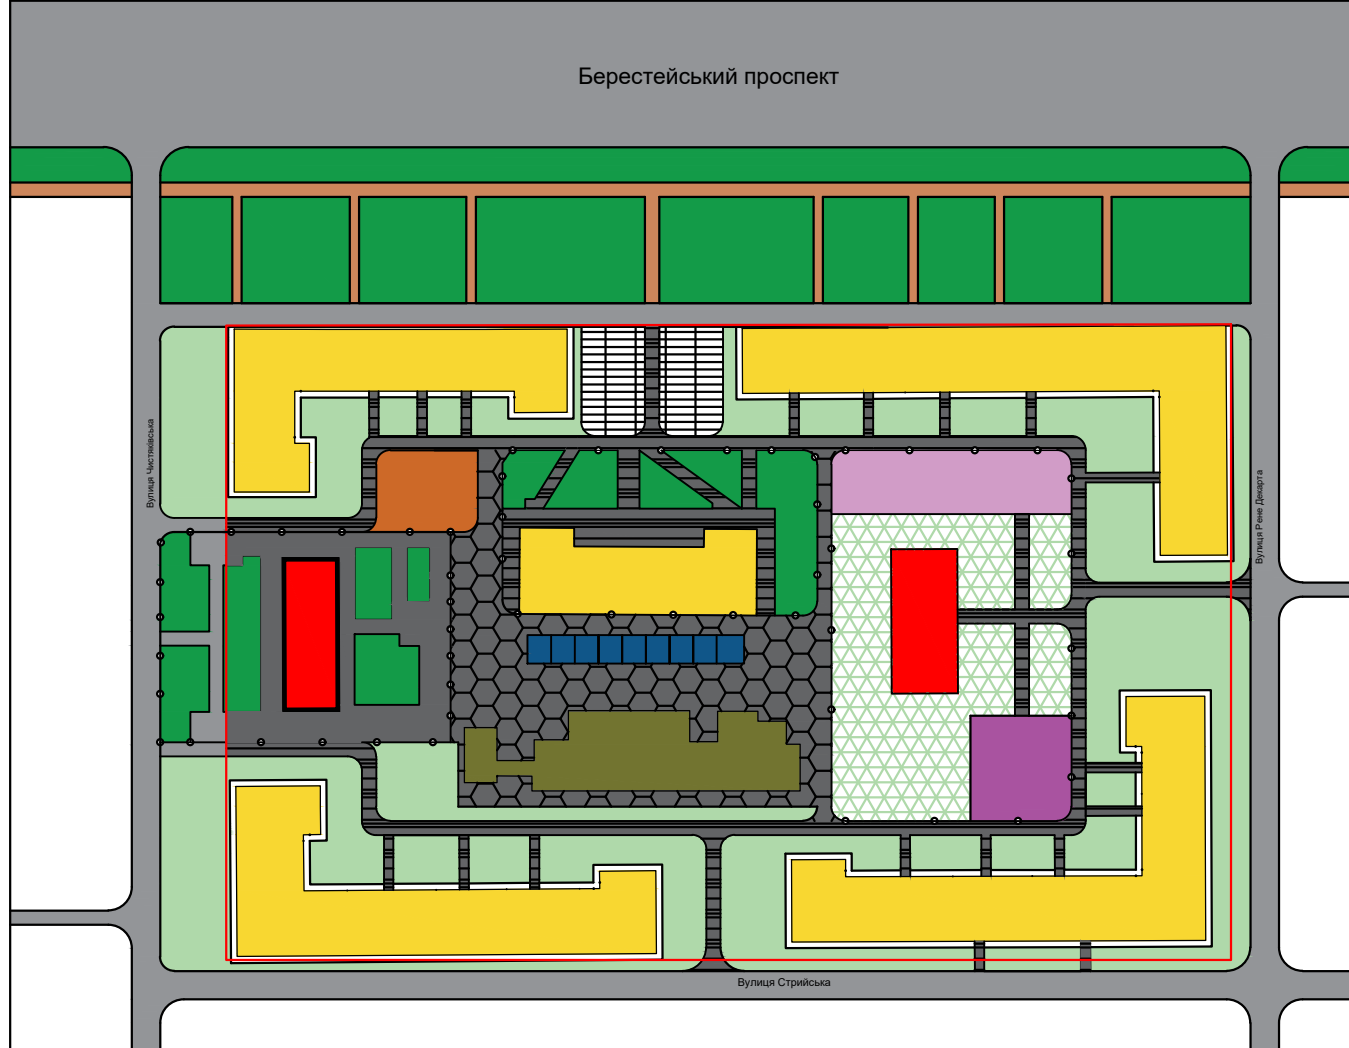 Берестейський проспект
Вулиця Чистяківська
Вулиця Рене Декарта
Вулиця Стрийська